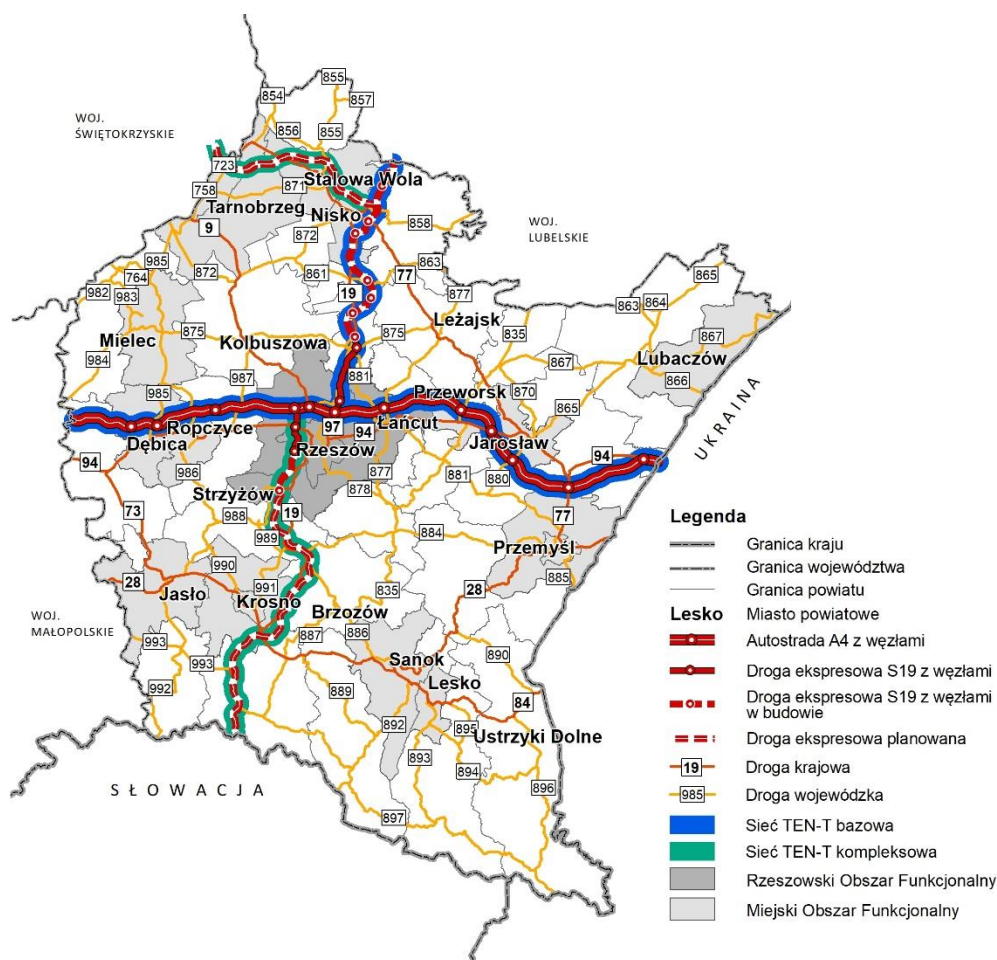 855
854
857
WOJ.
ŚWIĘTOKRZYSKIE
856
855
723
Stalowa Wola
758
871
Tarnobrzeg
Nisko
858
WOJ.
LUBELSKIE
9
872
985
863
872
861
77
865
764
982
983
19
877
863
864
Leżajsk
875
Kolbuszowa
875
835
867
Mielec
867
Lubaczów
984
987
881
866
985
Przeworsk
870
865
Łańcut
UKRAINA
Ropczyce
97
94
Dębica
Rzeszów
Jarosław
94
94
986
877
881
880
Strzyżów
878
73
988
19
77
989
884
Przemyśl
990
885
28
Jasło
991
835
28
Krosno
Brzozów
WOJ.
MAŁOPOLSKIE
993
887
886
890
993
Sanok
992
889
Lesko
84
892
895
Ustrzyki Dolne
893
894
896
SŁOWACJA
897
Legenda
Granica kraju
Granica województwa
Granica powiatu
Lesko Miasto powiatowe
Autostrada A4 z węzłami
Droga ekspresowa S19 z węzłami
Droga ekspresowa S19 z węzłami
w budowie
Droga ekspresowa planowana
19 Droga krajowa
985 Droga wojewódzka
Sieć TEN-T bazowa
Sieć TEN-T kompleksowa
Rzeszowski Obszar Funkcjonalny
Miejski Obszar Funkcjonalny